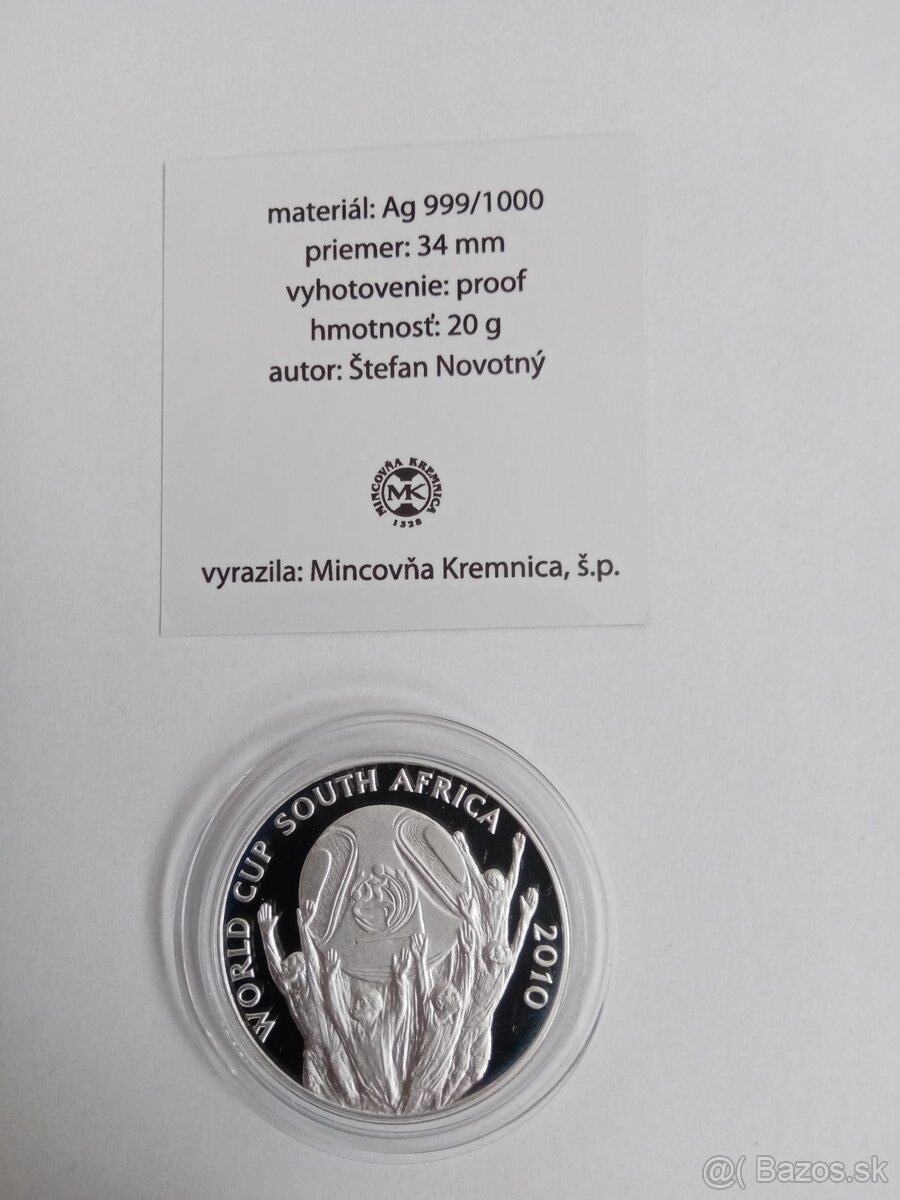 materiál: Ag 999/1000
priemer: 34 mm
vyhotovenie: proof
hmotnosť: 20 g
autor: Štefan Novotný
MINCOVŇA KREMNICA
MK
1328
vyrazila: Mincovňa Kremnica, š.p.
WORLD CUP SOUTH AFRICA
2010
@( Bazos.sk